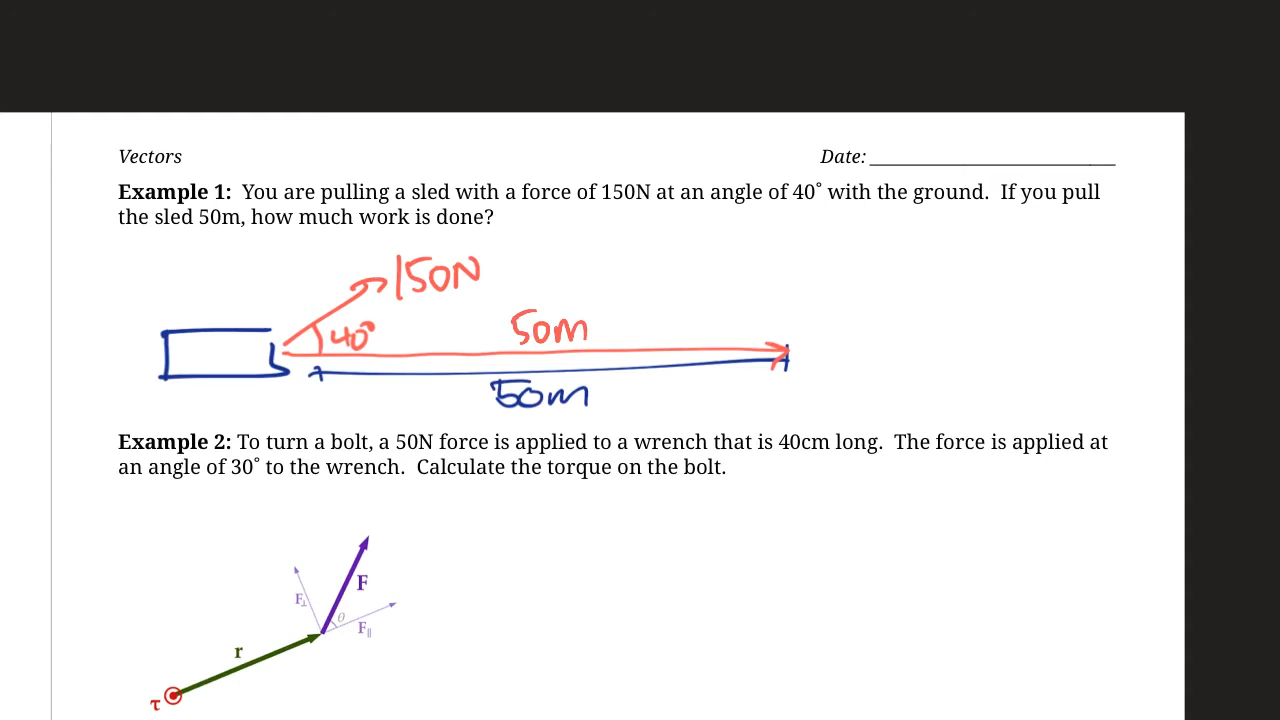 Vectors Date: ____________________________
Example 1: You are pulling a sled with a force of 150N at an angle of 40° with the ground. If you pull
the sled 50m, how much work is done?
150N
40°
50m
50m
Example 2: To turn a bolt, a 50N force is applied to a wrench that is 40cm long. The force is applied at
an angle of 30° to the wrench. Calculate the torque on the bolt.
F
F⊥
θ
F∥
r
τ